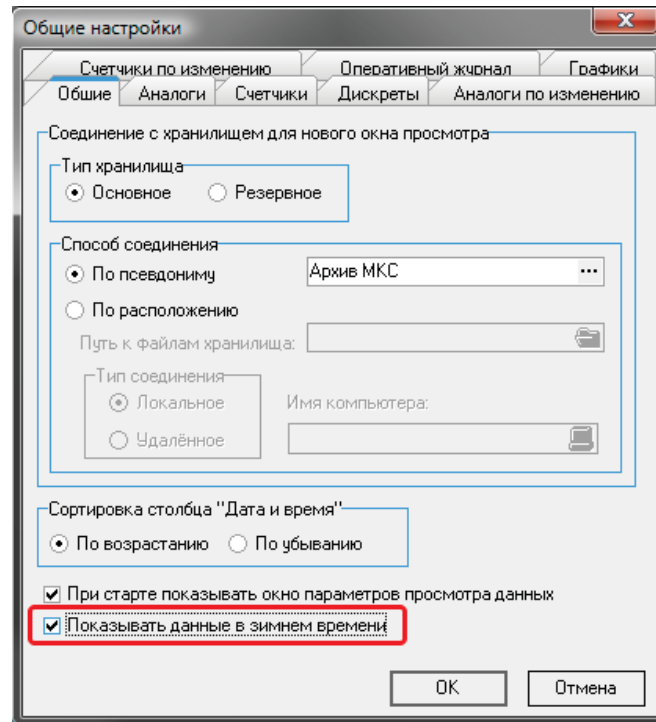 Общие настройки
Счетчики по изменению Оперативный журнал Графики
Общие Аналоги Счетчики Дискреты Аналоги по изменению
Соединение с хранилищем для нового окна просмотра
Тип хранилища
Основное Резервное
Способ соединения
По псевдониму Архив МКС ...
По расположению
Путь к файлам хранилища:
Тип соединения
Локальное Имя компьютера:
Удалённое
Сортировка столбца "Дата и время"
По возрастанию По убыванию
При старте показывать окно параметров просмотра данных
Показывать данные в зимнем времени
OK Отмена